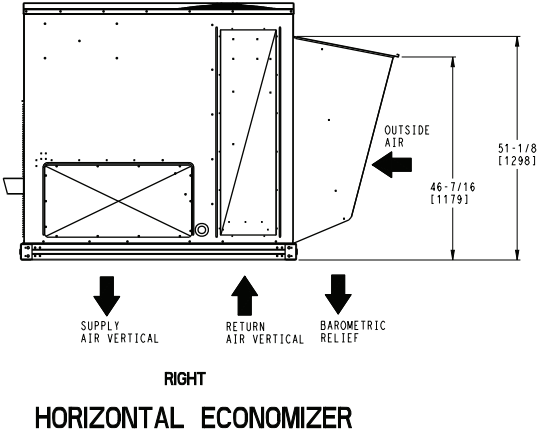 OUTSIDE
AIR
51-1/8
[1298]
46-7/16
[1179]
SUPPLY
AIR VERTICAL
RETURN
AIR VERTICAL
BAROMETRIC
RELIEF
RIGHT
HORIZONTAL ECONOMIZER